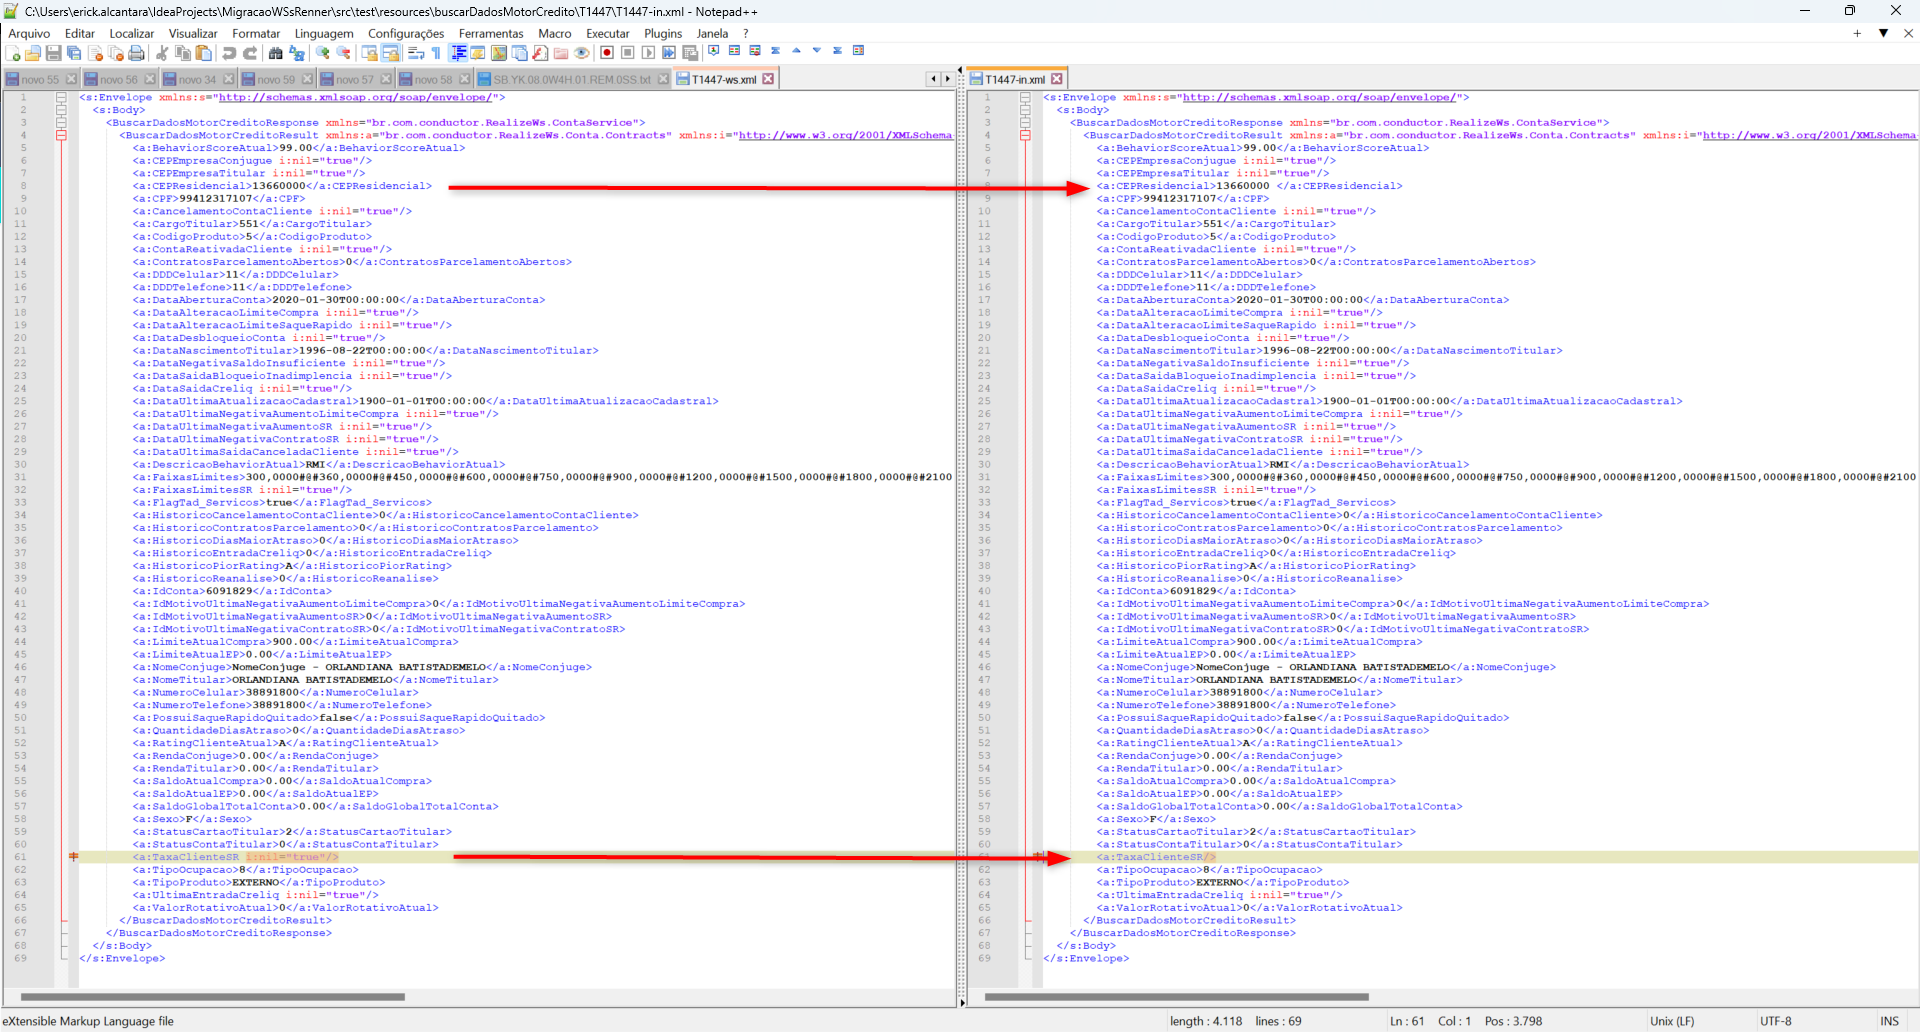 C:\Users\erick.alcantara\IdeaProjects\MigracaoWSsRenner\src\test\resources\buscarDadosMotorCredito\T1447\T1447-in.xml - Notepad++
Arquivo Editar Localizar Visualizar Formatar Linguagem Configurações Ferramentas Macro Executar Plugins Janela ?
novo 55 novo 56 novo 34 novo 59 novo 57 novo 58 SB.YK.08.0W4H.01.REM.0SS.txt T1447-ws.xml
1 <s:Envelope xmlns:s="http://schemas.xmlsoap.org/soap/envelope/">
2 <s:Body>
3 <BuscarDadosMotorCreditoResponse xmlns="br.com.conductor.RealizeWs.ContaService">
4 <BuscarDadosMotorCreditoResult xmlns:a="br.com.conductor.RealizeWs.Conta.Contracts" xmlns:i="http://www.w3.org/2001/XMLSchema-
5 <a:BehaviorScoreAtual>99.00</a:BehaviorScoreAtual>
6 <a:CEPEmpresaConjugue i:nil="true"/>
7 <a:CEPEmpresaTitular i:nil="true"/>
8 <a:CEPResidencial>13660000</a:CEPResidencial>
9 <a:CPF>99412317107</a:CPF>
10 <a:CancelamentoContaCliente i:nil="true"/>
11 <a:CargoTitular>551</a:CargoTitular>
12 <a:CodigoProduto>5</a:CodigoProduto>
13 <a:ContaReativadaCliente i:nil="true"/>
14 <a:ContratosParcelamentoAbertos>0</a:ContratosParcelamentoAbertos>
15 <a:DDDCelular>11</a:DDDCelular>
16 <a:DDDTelefone>11</a:DDDTelefone>
17 <a:DataAberturaConta>2020-01-30T00:00:00</a:DataAberturaConta>
18 <a:DataAlteracaoLimiteCompra i:nil="true"/>
19 <a:DataAlteracaoLimiteSaqueRapido i:nil="true"/>
20 <a:DataDesbloqueioConta i:nil="true"/>
21 <a:DataNascimentoTitular>1996-08-22T00:00:00</a:DataNascimentoTitular>
22 <a:DataNegativaSaldoInsuficiente i:nil="true"/>
23 <a:DataSaidaBloqueioInadimplencia i:nil="true"/>
24 <a:DataSaidaCreliq i:nil="true"/>
25 <a:DataUltimaAtualizacaoCadastral>1900-01-01T00:00:00</a:DataUltimaAtualizacaoCadastral>
26 <a:DataUltimaNegativaAumentoLimiteCompra i:nil="true"/>
27 <a:DataUltimaNegativaAumentoSR i:nil="true"/>
28 <a:DataUltimaNegativaContratoSR i:nil="true"/>
29 <a:DataUltimaSaidaCanceladaCliente i:nil="true"/>
30 <a:DescricaoBehaviorAtual>RMI</a:DescricaoBehaviorAtual>
31 <a:FaixasLimites>300,0000#@#360,0000#@#450,0000#@#600,0000#@#750,0000#@#900,0000#@#1200,0000#@#1500,0000#@#1800,0000#@#2100
32 <a:FaixasLimitesSR i:nil="true"/>
33 <a:FlagTad_Servicos>true</a:FlagTad_Servicos>
34 <a:HistoricoCancelamentoContaCliente>0</a:HistoricoCancelamentoContaCliente>
35 <a:HistoricoContratosParcelamento>0</a:HistoricoContratosParcelamento>
36 <a:HistoricoDiasMaiorAtraso>0</a:HistoricoDiasMaiorAtraso>
37 <a:HistoricoEntradaCreliq>0</a:HistoricoEntradaCreliq>
38 <a:HistoricoPiorRating>A</a:HistoricoPiorRating>
39 <a:HistoricoReanalise>0</a:HistoricoReanalise>
40 <a:IdConta>6091829</a:IdConta>
41 <a:IdMotivoUltimaNegativaAumentoLimiteCompra>0</a:IdMotivoUltimaNegativaAumentoLimiteCompra>
42 <a:IdMotivoUltimaNegativaAumentoSR>0</a:IdMotivoUltimaNegativaAumentoSR>
43 <a:IdMotivoUltimaNegativaContratoSR>0</a:IdMotivoUltimaNegativaContratoSR>
44 <a:LimiteAtualCompra>900.00</a:LimiteAtualCompra>
45 <a:LimiteAtualEP>0.00</a:LimiteAtualEP>
46 <a:NomeConjuge>NomeConjuge - ORLANDIANA BATISTADEMELO</a:NomeConjuge>
47 <a:NomeTitular>ORLANDIANA BATISTADEMELO</a:NomeTitular>
48 <a:NumeroCelular>38891800</a:NumeroCelular>
49 <a:NumeroTelefone>38891800</a:NumeroTelefone>
50 <a:PossuiSaqueRapidoQuitado>false</a:PossuiSaqueRapidoQuitado>
51 <a:QuantidadeDiasAtraso>0</a:QuantidadeDiasAtraso>
52 <a:RatingClienteAtual>A</a:RatingClienteAtual>
53 <a:RendaConjuge>0.00</a:RendaConjuge>
54 <a:RendaTitular>0.00</a:RendaTitular>
55 <a:SaldoAtualCompra>0.00</a:SaldoAtualCompra>
56 <a:SaldoAtualEP>0.00</a:SaldoAtualEP>
57 <a:SaldoGlobalTotalConta>0.00</a:SaldoGlobalTotalConta>
58 <a:Sexo>F</a:Sexo>
59 <a:StatusCartaoTitular>2</a:StatusCartaoTitular>
60 <a:StatusContaTitular>0</a:StatusContaTitular>
61 <a:TaxaClienteSR i:nil="true"/>
62 <a:TipoOcupacao>8</a:TipoOcupacao>
63 <a:TipoProduto>EXTERNO</a:TipoProduto>
64 <a:UltimaEntradaCreliq i:nil="true"/>
65 <a:ValorRotativoAtual>0</a:ValorRotativoAtual>
66 </BuscarDadosMotorCreditoResult>
67 </BuscarDadosMotorCreditoResponse>
68 </s:Body>
69 </s:Envelope>
T1447-in.xml
1 <s:Envelope xmlns:s="http://schemas.xmlsoap.org/soap/envelope/">
2 <s:Body>
3 <BuscarDadosMotorCreditoResponse xmlns="br.com.conductor.RealizeWs.ContaService">
4 <BuscarDadosMotorCreditoResult xmlns:a="br.com.conductor.RealizeWs.Conta.Contracts" xmlns:i="http://www.w3.org/2001/XMLSchema-
5 <a:BehaviorScoreAtual>99.00</a:BehaviorScoreAtual>
6 <a:CEPEmpresaConjugue i:nil="true"/>
7 <a:CEPEmpresaTitular i:nil="true"/>
8 <a:CEPResidencial>13660000 </a:CEPResidencial>
9 <a:CPF>99412317107</a:CPF>
10 <a:CancelamentoContaCliente i:nil="true"/>
11 <a:CargoTitular>551</a:CargoTitular>
12 <a:CodigoProduto>5</a:CodigoProduto>
13 <a:ContaReativadaCliente i:nil="true"/>
14 <a:ContratosParcelamentoAbertos>0</a:ContratosParcelamentoAbertos>
15 <a:DDDCelular>11</a:DDDCelular>
16 <a:DDDTelefone>11</a:DDDTelefone>
17 <a:DataAberturaConta>2020-01-30T00:00:00</a:DataAberturaConta>
18 <a:DataAlteracaoLimiteCompra i:nil="true"/>
19 <a:DataAlteracaoLimiteSaqueRapido i:nil="true"/>
20 <a:DataDesbloqueioConta i:nil="true"/>
21 <a:DataNascimentoTitular>1996-08-22T00:00:00</a:DataNascimentoTitular>
22 <a:DataNegativaSaldoInsuficiente i:nil="true"/>
23 <a:DataSaidaBloqueioInadimplencia i:nil="true"/>
24 <a:DataSaidaCreliq i:nil="true"/>
25 <a:DataUltimaAtualizacaoCadastral>1900-01-01T00:00:00</a:DataUltimaAtualizacaoCadastral>
26 <a:DataUltimaNegativaAumentoLimiteCompra i:nil="true"/>
27 <a:DataUltimaNegativaAumentoSR i:nil="true"/>
28 <a:DataUltimaNegativaContratoSR i:nil="true"/>
29 <a:DataUltimaSaidaCanceladaCliente i:nil="true"/>
30 <a:DescricaoBehaviorAtual>RMI</a:DescricaoBehaviorAtual>
31 <a:FaixasLimites>300,0000#@#360,0000#@#450,0000#@#600,0000#@#750,0000#@#900,0000#@#1200,0000#@#1500,0000#@#1800,0000#@#2100
32 <a:FaixasLimitesSR i:nil="true"/>
33 <a:FlagTad_Servicos>true</a:FlagTad_Servicos>
34 <a:HistoricoCancelamentoContaCliente>0</a:HistoricoCancelamentoContaCliente>
35 <a:HistoricoContratosParcelamento>0</a:HistoricoContratosParcelamento>
36 <a:HistoricoDiasMaiorAtraso>0</a:HistoricoDiasMaiorAtraso>
37 <a:HistoricoEntradaCreliq>0</a:HistoricoEntradaCreliq>
38 <a:HistoricoPiorRating>A</a:HistoricoPiorRating>
39 <a:HistoricoReanalise>0</a:HistoricoReanalise>
40 <a:IdConta>6091829</a:IdConta>
41 <a:IdMotivoUltimaNegativaAumentoLimiteCompra>0</a:IdMotivoUltimaNegativaAumentoLimiteCompra>
42 <a:IdMotivoUltimaNegativaAumentoSR>0</a:IdMotivoUltimaNegativaAumentoSR>
43 <a:IdMotivoUltimaNegativaContratoSR>0</a:IdMotivoUltimaNegativaContratoSR>
44 <a:LimiteAtualCompra>900.00</a:LimiteAtualCompra>
45 <a:LimiteAtualEP>0.00</a:LimiteAtualEP>
46 <a:NomeConjuge>NomeConjuge - ORLANDIANA BATISTADEMELO</a:NomeConjuge>
47 <a:NomeTitular>ORLANDIANA BATISTADEMELO</a:NomeTitular>
48 <a:NumeroCelular>38891800</a:NumeroCelular>
49 <a:NumeroTelefone>38891800</a:NumeroTelefone>
50 <a:PossuiSaqueRapidoQuitado>false</a:PossuiSaqueRapidoQuitado>
51 <a:QuantidadeDiasAtraso>0</a:QuantidadeDiasAtraso>
52 <a:RatingClienteAtual>A</a:RatingClienteAtual>
53 <a:RendaConjuge>0.00</a:RendaConjuge>
54 <a:RendaTitular>0.00</a:RendaTitular>
55 <a:SaldoAtualCompra>0.00</a:SaldoAtualCompra>
56 <a:SaldoAtualEP>0.00</a:SaldoAtualEP>
57 <a:SaldoGlobalTotalConta>0.00</a:SaldoGlobalTotalConta>
58 <a:Sexo>F</a:Sexo>
59 <a:StatusCartaoTitular>2</a:StatusCartaoTitular>
60 <a:StatusContaTitular>0</a:StatusContaTitular>
61 <a:TaxaClienteSR/>
62 <a:TipoOcupacao>8</a:TipoOcupacao>
63 <a:TipoProduto>EXTERNO</a:TipoProduto>
64 <a:UltimaEntradaCreliq i:nil="true"/>
65 <a:ValorRotativoAtual>0</a:ValorRotativoAtual>
66 </BuscarDadosMotorCreditoResult>
67 </BuscarDadosMotorCreditoResponse>
68 </s:Body>
69 </s:Envelope>
eXtensible Markup Language file length : 4.118 lines : 69 Ln : 61 Col : 1 Pos : 3.798 Unix (LF) UTF-8 INS